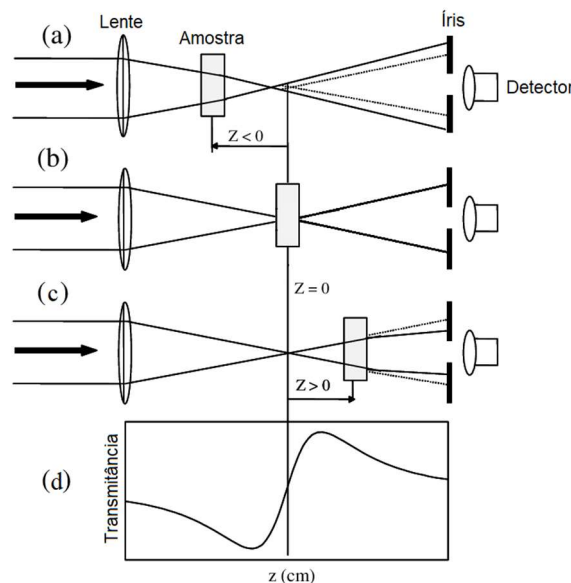 Lente
Íris
(a)
Amostra
Detector
Z < 0
(b)
Z = 0
(c)
Z > 0
(d)
Transmitância
z (cm)